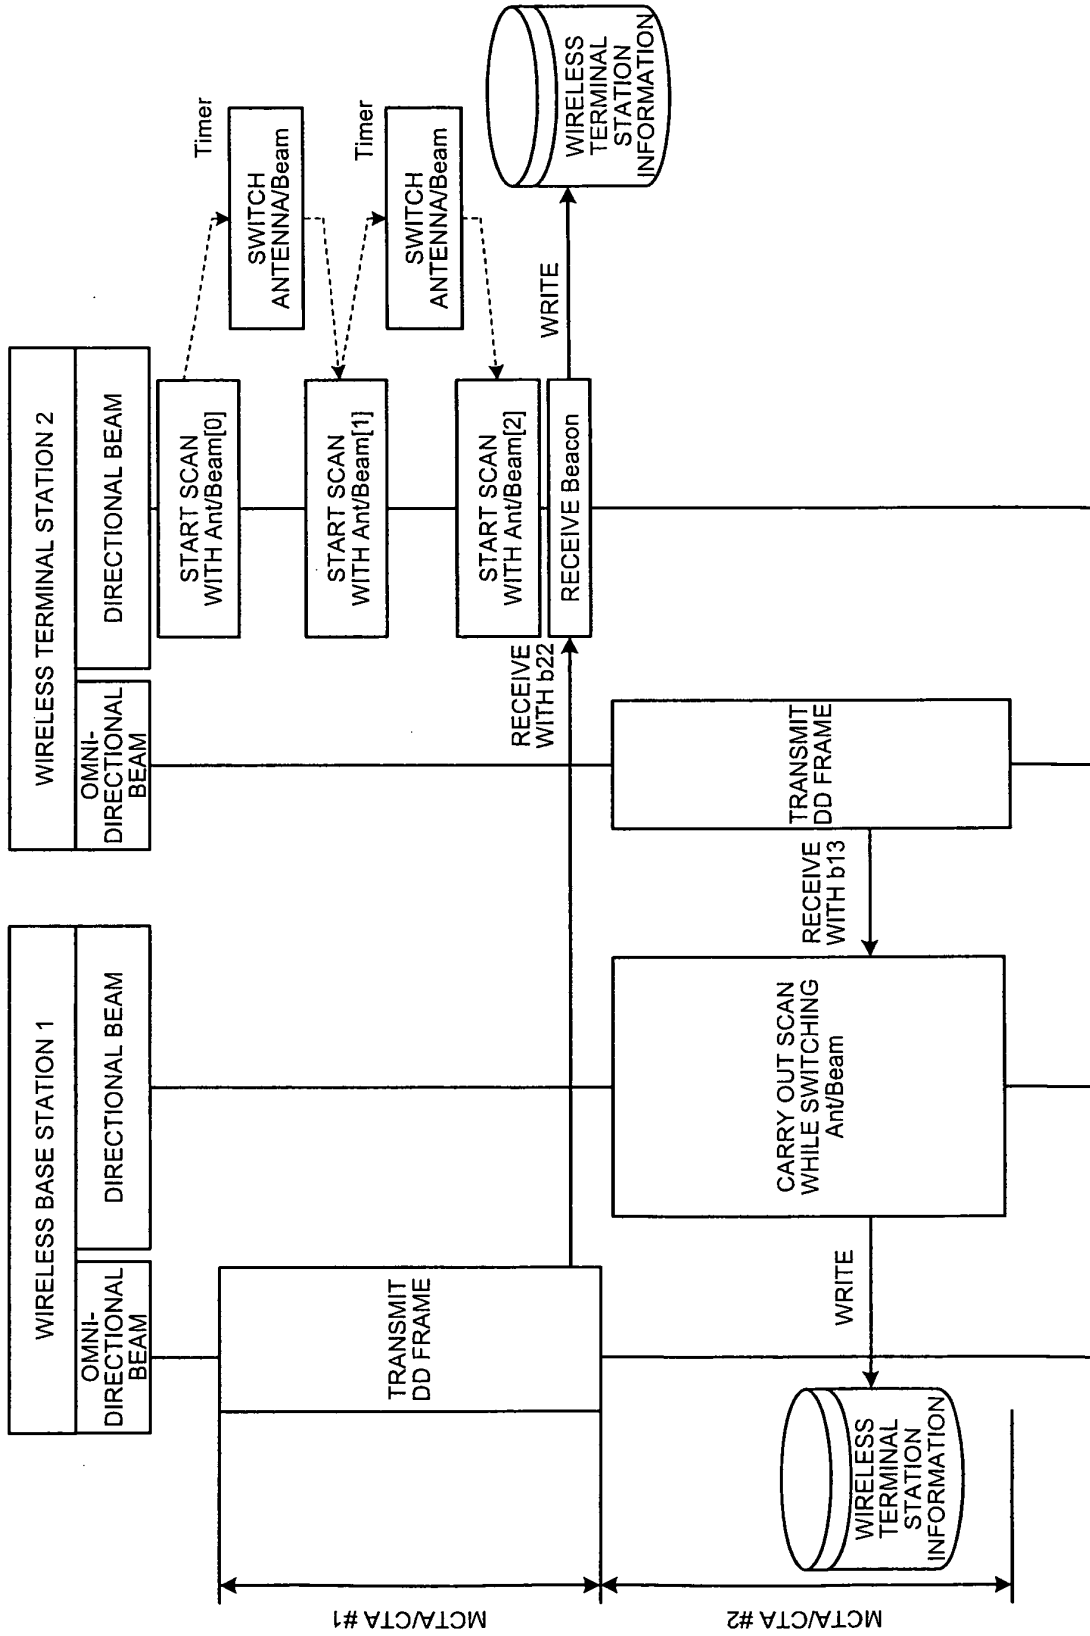 WIRELESS BASE STATION 1
OMNI-
DIRECTIONAL
BEAM
DIRECTIONAL BEAM
WIRELESS TERMINAL STATION 2
OMNI-
DIRECTIONAL
BEAM
DIRECTIONAL BEAM
START SCAN
WITH Ant/Beam[0]
Timer
SWITCH
ANTENNA/Beam
START SCAN
WITH Ant/Beam[1]
Timer
SWITCH
ANTENNA/Beam
START SCAN
WITH Ant/Beam[2]
MCTA/CTA #1
TRANSMIT
DD FRAME
RECEIVE
WITH b22
RECEIVE Beacon
WRITE
WIRELESS
TERMINAL
STATION
INFORMATION
MCTA/CTA #2
WIRELESS
TERMINAL
STATION
INFORMATION
WRITE
CARRY OUT SCAN
WHILE SWITCHING
Ant/Beam
RECEIVE
WITH b13
TRANSMIT
DD FRAME